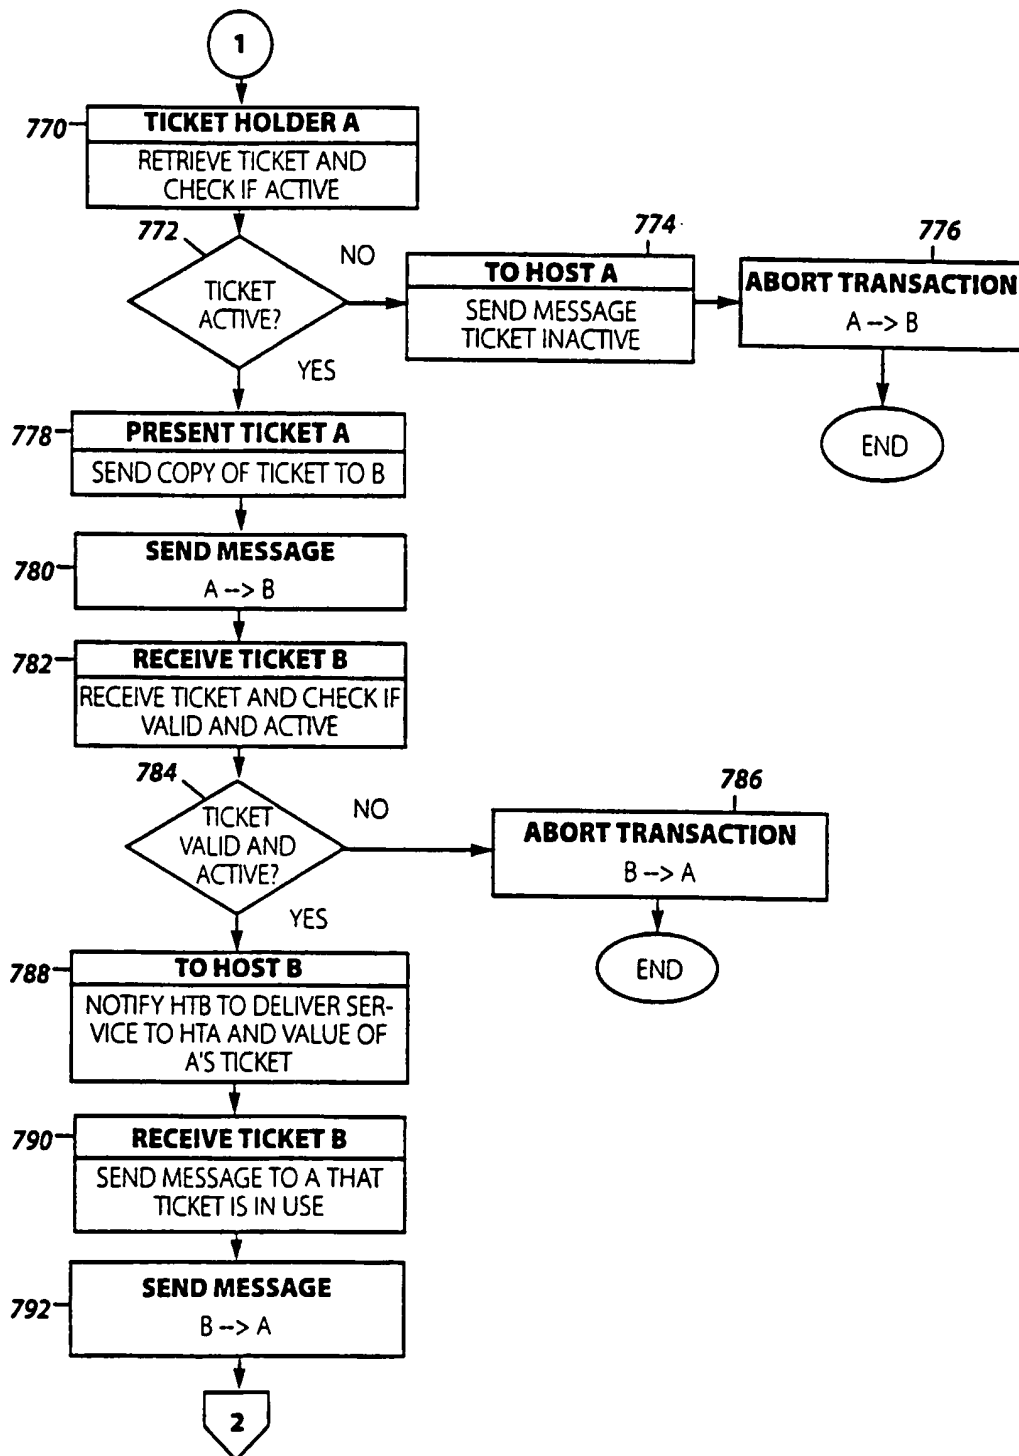 1
770
TICKET HOLDER A
RETRIEVE TICKET AND
CHECK IF ACTIVE
772
TICKET
ACTIVE?
NO
YES
774
TO HOST A
SEND MESSAGE
TICKET INACTIVE
776
ABORT TRANSACTION
A --> B
END
778
PRESENT TICKET A
SEND COPY OF TICKET TO B
780
SEND MESSAGE
A --> B
782
RECEIVE TICKET B
RECEIVE TICKET AND CHECK IF
VALID AND ACTIVE
784
TICKET
VALID AND
ACTIVE?
NO
YES
786
ABORT TRANSACTION
B --> A
END
788
TO HOST B
NOTIFY HTB TO DELIVER SER-
VICE TO HTA AND VALUE OF
A'S TICKET
790
RECEIVE TICKET B
SEND MESSAGE TO A THAT
TICKET IS IN USE
792
SEND MESSAGE
B --> A
2